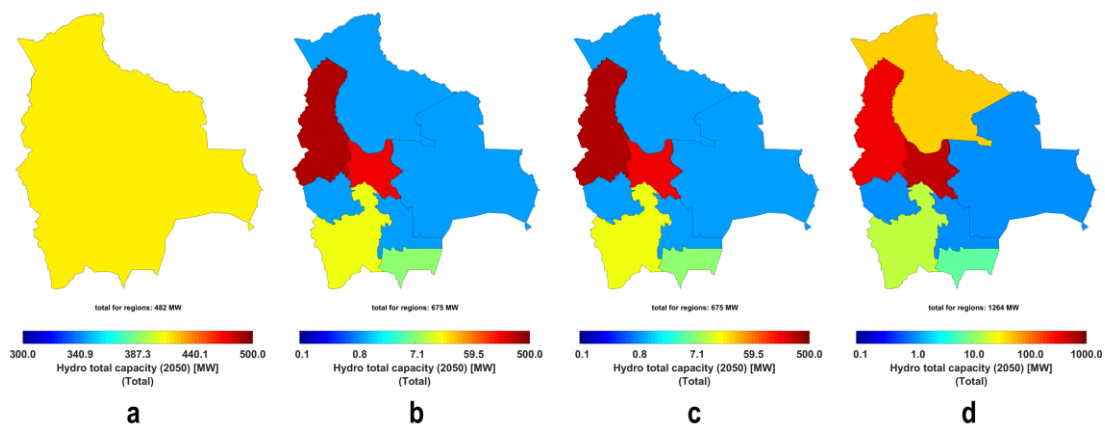 total for regions: 482 MW
total for regions: 675 MW
total for regions: 675 MW
total for regions: 1264 MW
300.0 340.9 387.3 440.1 500.0
0.1 0.8 7.1 59.5 500.0
0.1 0.8 7.1 59.5 500.0
0.1 1.0 10.0 100.0 1000.0
Hydro total capacity (2050) [MW]
(Total)
Hydro total capacity (2050) [MW]
(Total)
Hydro total capacity (2050) [MW]
(Total)
Hydro total capacity (2050) [MW]
(Total)
a
b
c
d